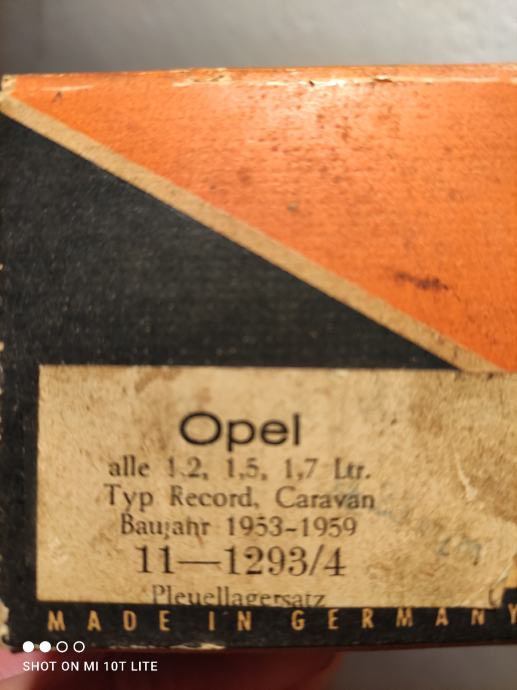 Opel
alle 1.2, 1,5, 1,7 Ltr.
Typ Record, Caravan
Baujahr 1953-1959
11—1293/4
Pleuellagersatz
MADE IN GERMANY
SHOT ON MI 10T LITE